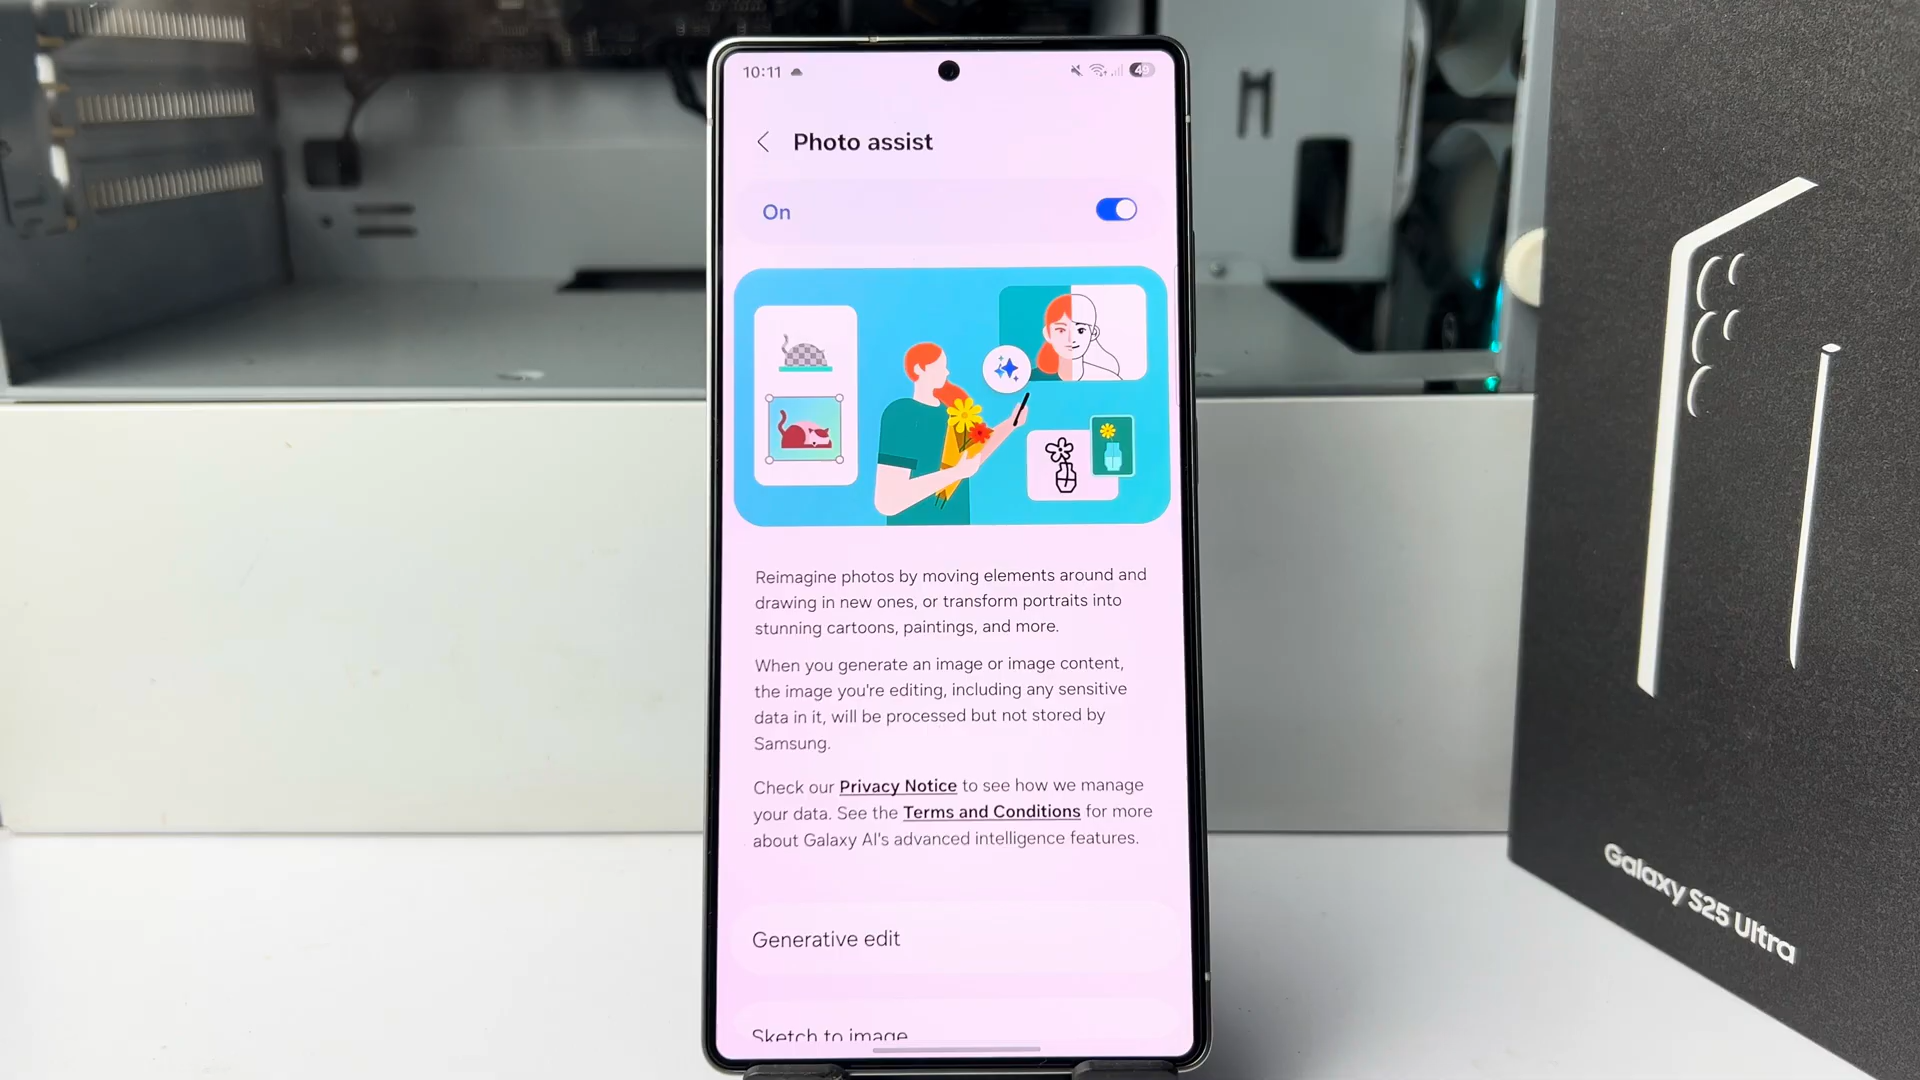 10:11
49
Photo assist
On
Reimagine photos by moving elements around and
drawing in new ones, or transform portraits into
stunning cartoons, paintings, and more.
When you generate an image or image content,
the image you're editing, including any sensitive
data in it, will be processed but not stored by
Samsung.
Check our Privacy Notice to see how we manage
your data. See the Terms and Conditions for more
about Galaxy AI's advanced intelligence features.
Generative edit
Sketch to image
Galaxy S25 Ultra